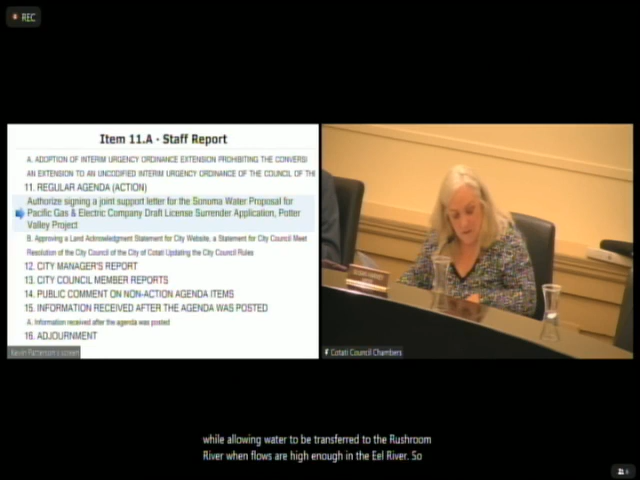 REC
Item 11.A - Staff Report
A. ADOPTION OF INTERIM URGENCY ORDINANCE EXTENSION PROHIBITING THE CONVERSI
AN EXTENSION TO AN UNCODIFIED INTERIM URGENCY ORDINANCE OF THE COUNCIL OF THE
11. REGULAR AGENDA (ACTION)
Authorize signing a joint support letter for the Sonoma Water Proposal for
Pacific Gas & Electric Company Draft License Surrender Application, Potter
Valley Project
B. Approving a Land Acknowledgment Statement for City Website, a Statement for City Council Meet
Resolution of the City Council of the City of Cotati Updating the City Council Rules
12. CITY MANAGER'S REPORT
13. CITY COUNCIL MEMBER REPORTS
14. PUBLIC COMMENT ON NON-ACTION AGENDA ITEMS
15. INFORMATION RECEIVED AFTER THE AGENDA WAS POSTED
A. Information received after the agenda was posted
16. ADJOURNMENT
Kevin Patterson's screen
Cotati Council Chambers
while allowing water to be transferred to the Rushroom
River when flows are high enough in the Eel River. So